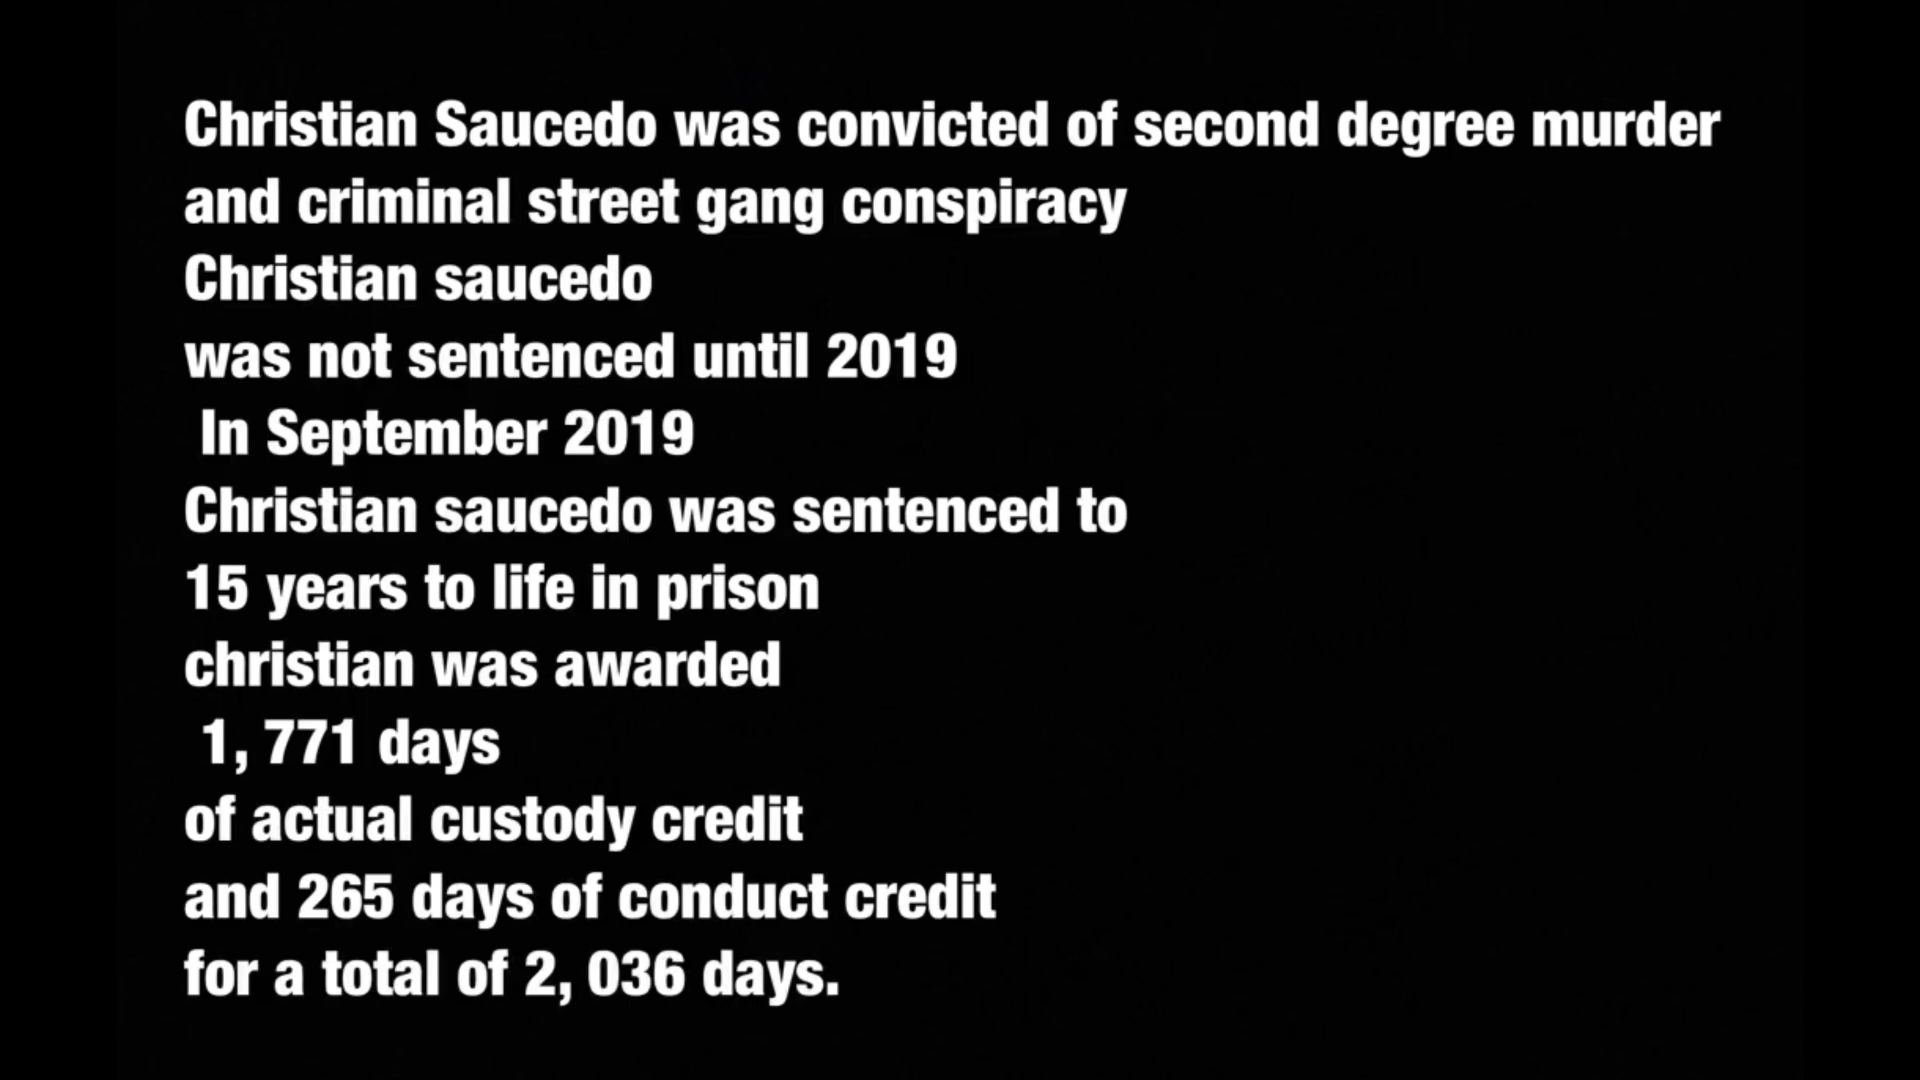 Christian Saucedo was convicted of second degree murder
and criminal street gang conspiracy
Christian saucedo
was not sentenced until 2019
In September 2019
Christian saucedo was sentenced to
15 years to life in prison
christian was awarded
1, 771 days
of actual custody credit
and 265 days of conduct credit
for a total of 2, 036 days.